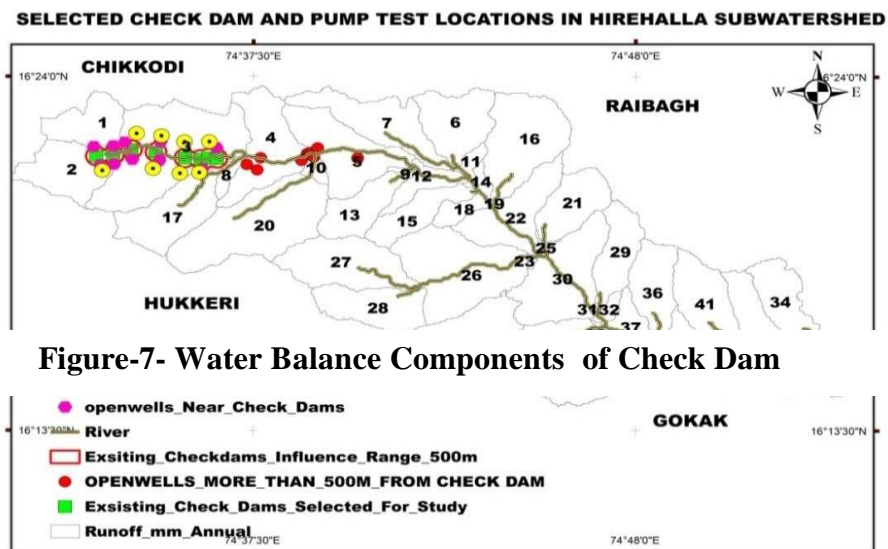 SELECTED CHECK DAM AND PUMP TEST LOCATIONS IN HIREHALLA SUBWATERSHED
74°37'30"E 74°48'0"E
16°24'0"N CHIKKODI N 24'0"N
RAIBAGH W E
S
1 4 7 6 16
2 3 8 10 9 9 12 11 14
17 20 13 15 18 19 22 21
27 26 23 25 29
HUKKERI 28 30 36 41 34
31 32 37
Figure-7- Water Balance Components of Check Dam
openwells_Near_Check_Dams
16°13'30"N River GOKAK 16°13'30"N
Exsiting_Checkdams_Influence_Range_500m
OPENWELLS_MORE_THAN_500M_FROM CHECK DAM
Exsisting_Check_Dams_Selected_For_Study
Runoff_mm_Annual
74°37'30"E 74°48'0"E